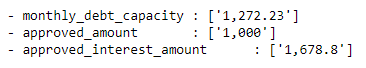 - monthly_debt_capacity : ['1,272.23']
- approved_amount : ['1,000']
- approved_interest_amount : ['1,678.8']